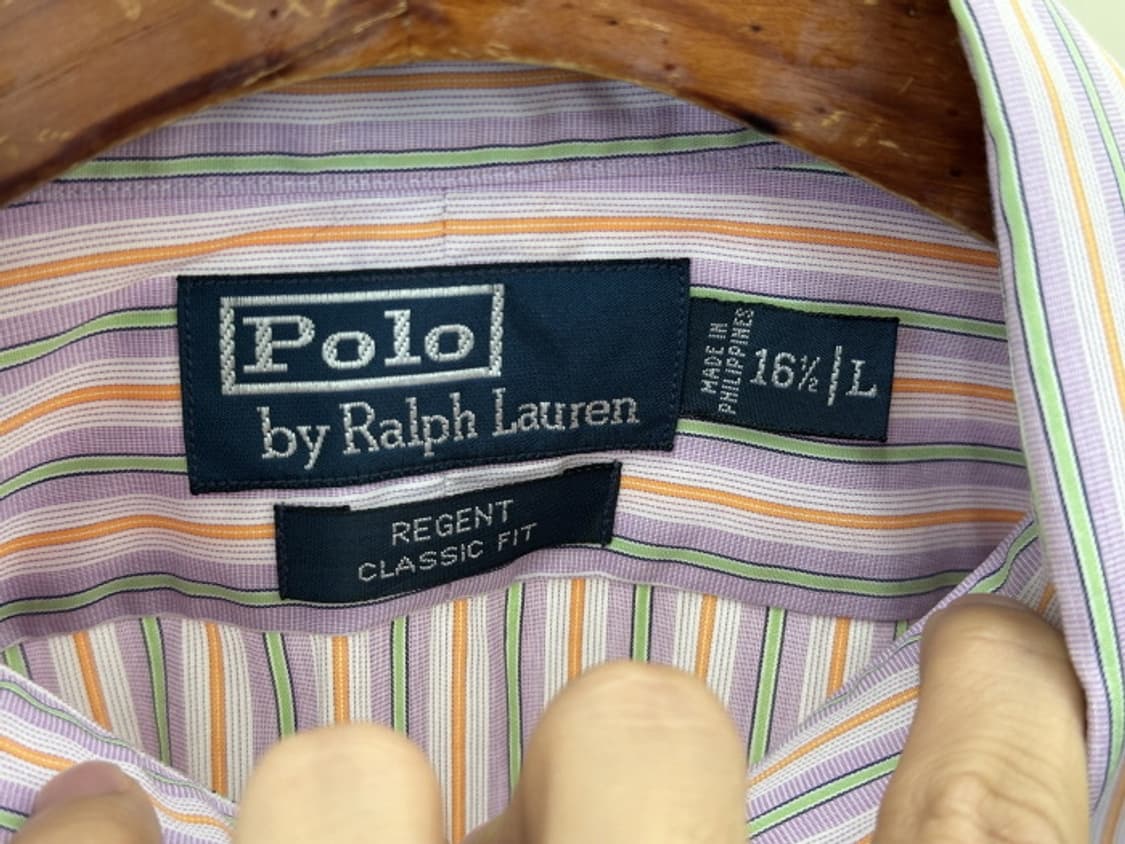 Polo
by Ralph Lauren
MADE IN
PHILIPPINES
16½ | L
REGENT
CLASSIC FIT